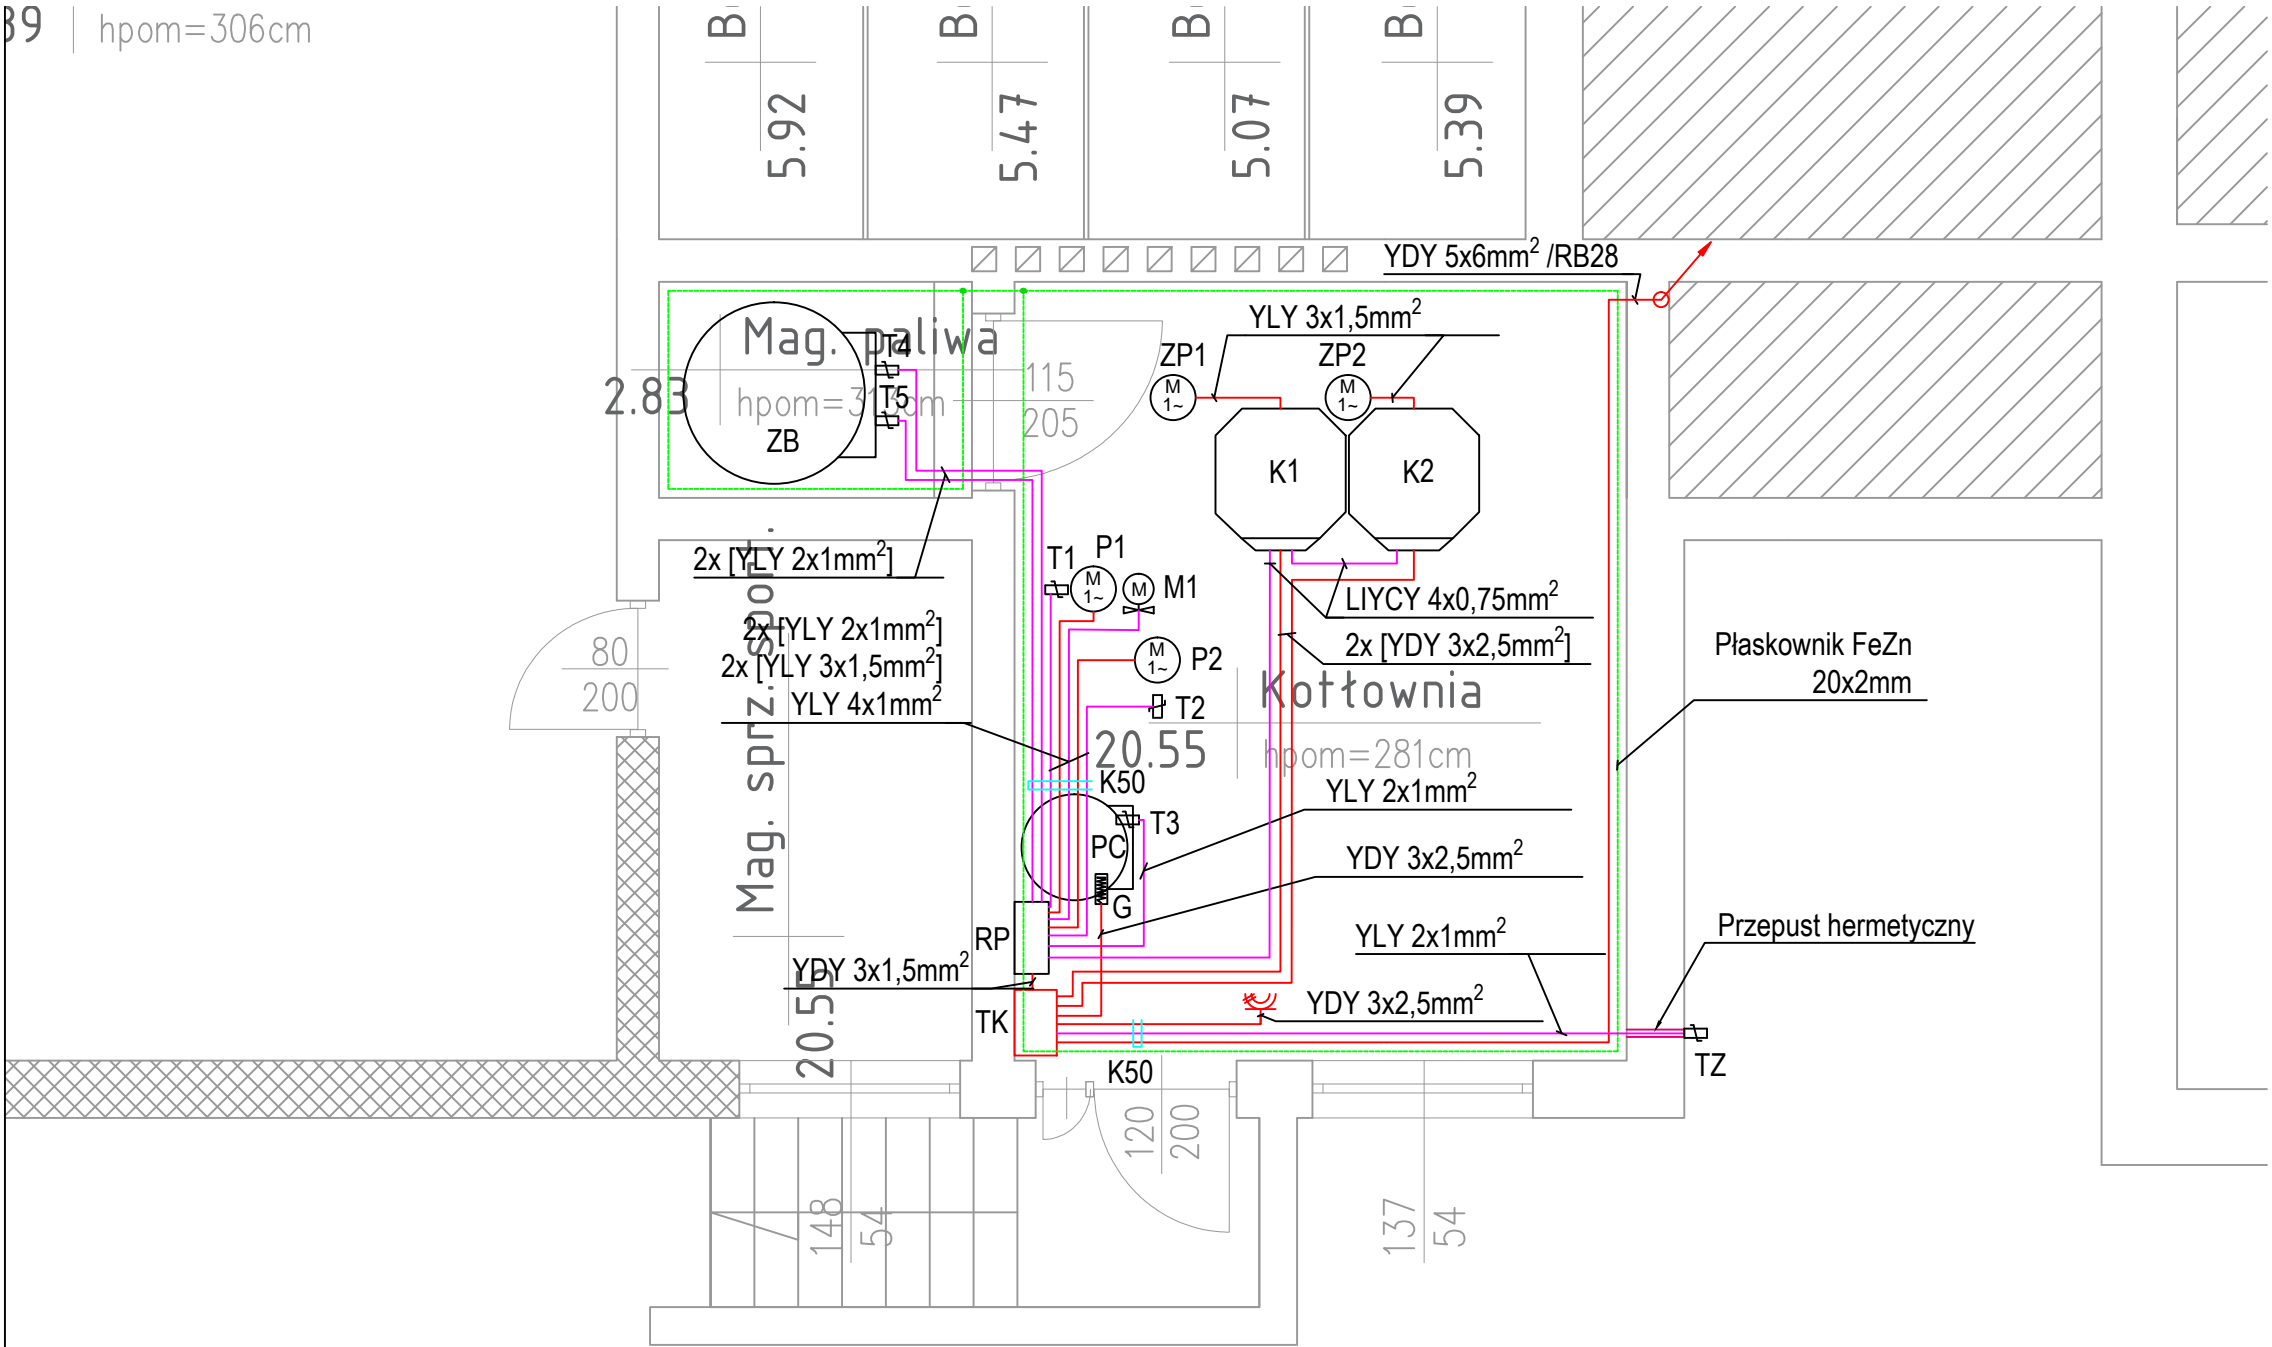 39
hpom=306cm
5.92
5.47
5.07
5.39
YDY 5x6mm² /RB28
YLY 3x1,5mm²
ZP1
ZP2
M
1~
M
1~
Mag. paliwa
T4
2.83
hpom=313cm
T5
ZB
115
205
K1
K2
2x [YLY 2x1mm²]
T1
P1
M
1~
M
M1
LIYCY 4x0,75mm²
2x [YLY 2x1mm²]
2x [YLY 3x1,5mm²]
YLY 4x1mm²
80
200
M
1~
P2
2x [YDY 3x2,5mm²]
Płaskownik FeZn
20x2mm
T2
Kotłownia
20.55
hpom=281cm
Mag. sprz. sport.
20.55
K50
YLY 2x1mm²
T3
PC
YDY 3x2,5mm²
G
RP
YLY 2x1mm²
Przepust hermetyczny
YDY 3x1,5mm²
TK
YDY 3x2,5mm²
TZ
K50
120
200
148
54
137
54